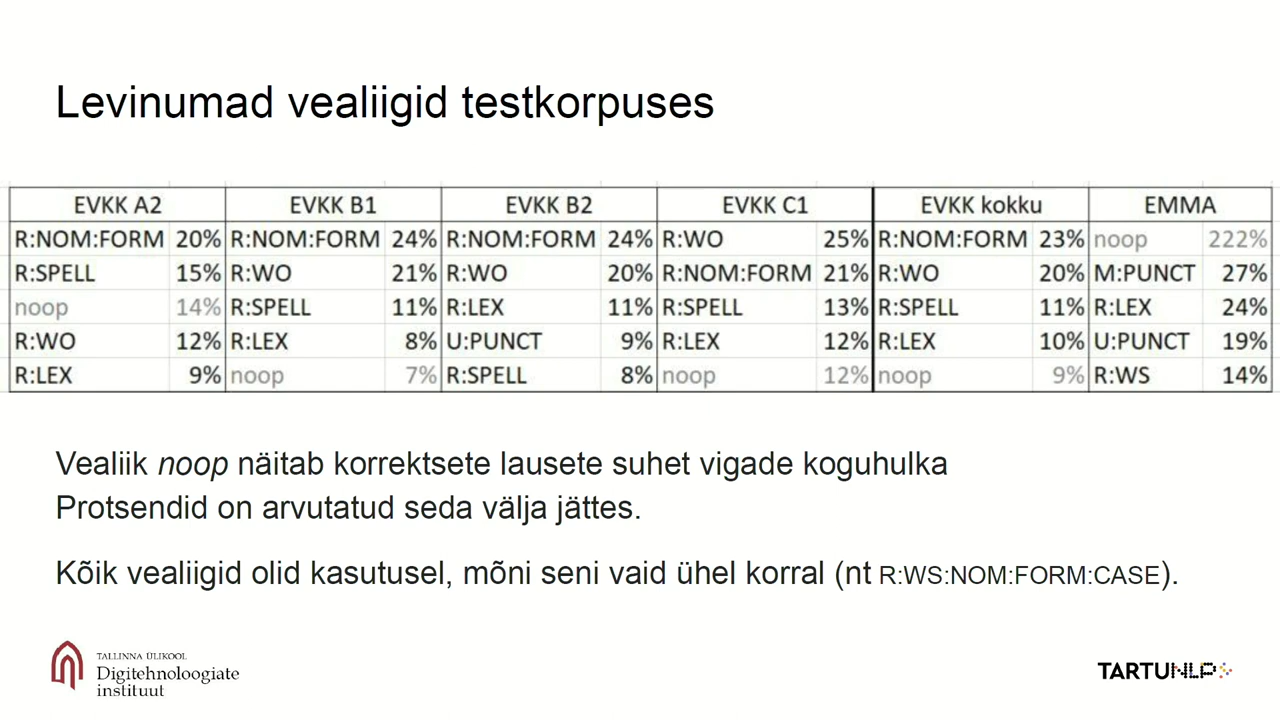 Levinumad vealiigid testkorpuses
EVKK A2 EVKK B1 EVKK B2 EVKK C1 EVKK kokku EMMA
R:NOM:FORM 20% R:NOM:FORM 24% R:NOM:FORM 24% R:WO 25% R:NOM:FORM 23% noop 222%
R:SPELL 15% R:WO 21% R:WO 20% R:NOM:FORM 21% R:WO 20% M:PUNCT 27%
noop 14% R:SPELL 11% R:LEX 11% R:SPELL 13% R:SPELL 11% R:LEX 24%
R:WO 12% R:LEX 8% U:PUNCT 9% R:LEX 12% R:LEX 10% U:PUNCT 19%
R:LEX 9% noop 7% R:SPELL 8% noop 12% noop 9% R:WS 14%
Vealiik noop näitab korrektsete lausete suhet vigade koguhulka
Protsendid on arvutatud seda välja jättes.
Kõik vealiigid olid kasutusel, mõni seni vaid ühel korral (nt R:WS:NOM:FORM:CASE).
TALLINNA ÜLIKOOL
Digitehnoloogiate
instituut
TARTUNLP